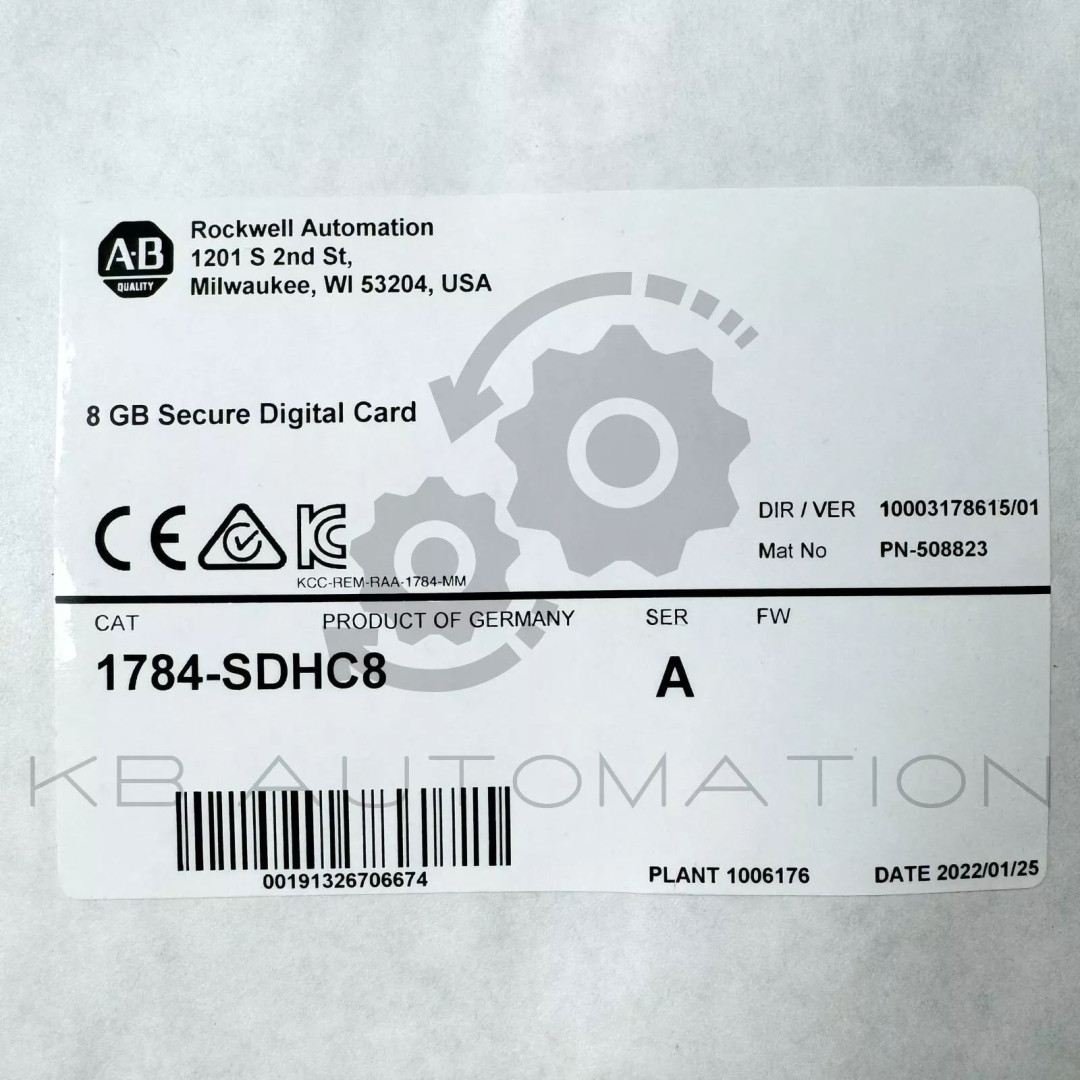 A-B
QUALITY
Rockwell Automation
1201 S 2nd St,
Milwaukee, WI 53204, USA
8 GB Secure Digital Card
CE
KC
KCC-REM-RAA-1784-MM
DIR / VER 10003178615/01
Mat No PN-508823
CAT PRODUCT OF GERMANY SER FW
1784-SDHC8 A
KB AUTOMATION
00191326706674
PLANT 1006176 DATE 2022/01/25